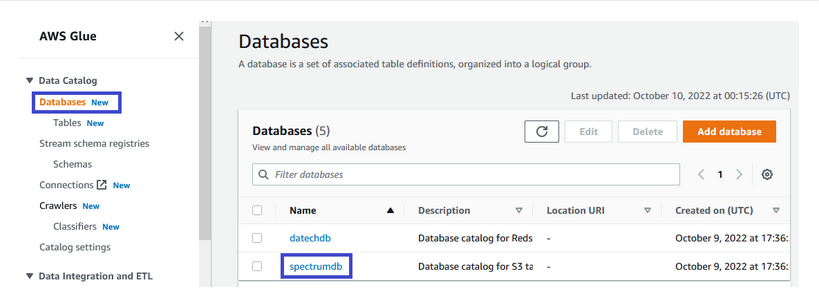 AWS Glue
Data Catalog
Databases New
Tables New
Stream schema registries
Schemas
Connections New
Crawlers New
Classifiers New
Catalog settings
Data Integration and ETL
Databases
A database is a set of associated table definitions, organized into a logical group.
Last updated: October 10, 2022 at 00:15:26 (UTC)
Databases (5)
View and manage all available databases
Edit Delete Add database
Filter databases
1
Name Description Location URI Created on (UTC)
datechdb Database catalog for Reds - October 9, 2022 at 17:36:
spectrumdb Database catalog for S3 ta - October 9, 2022 at 17:36: